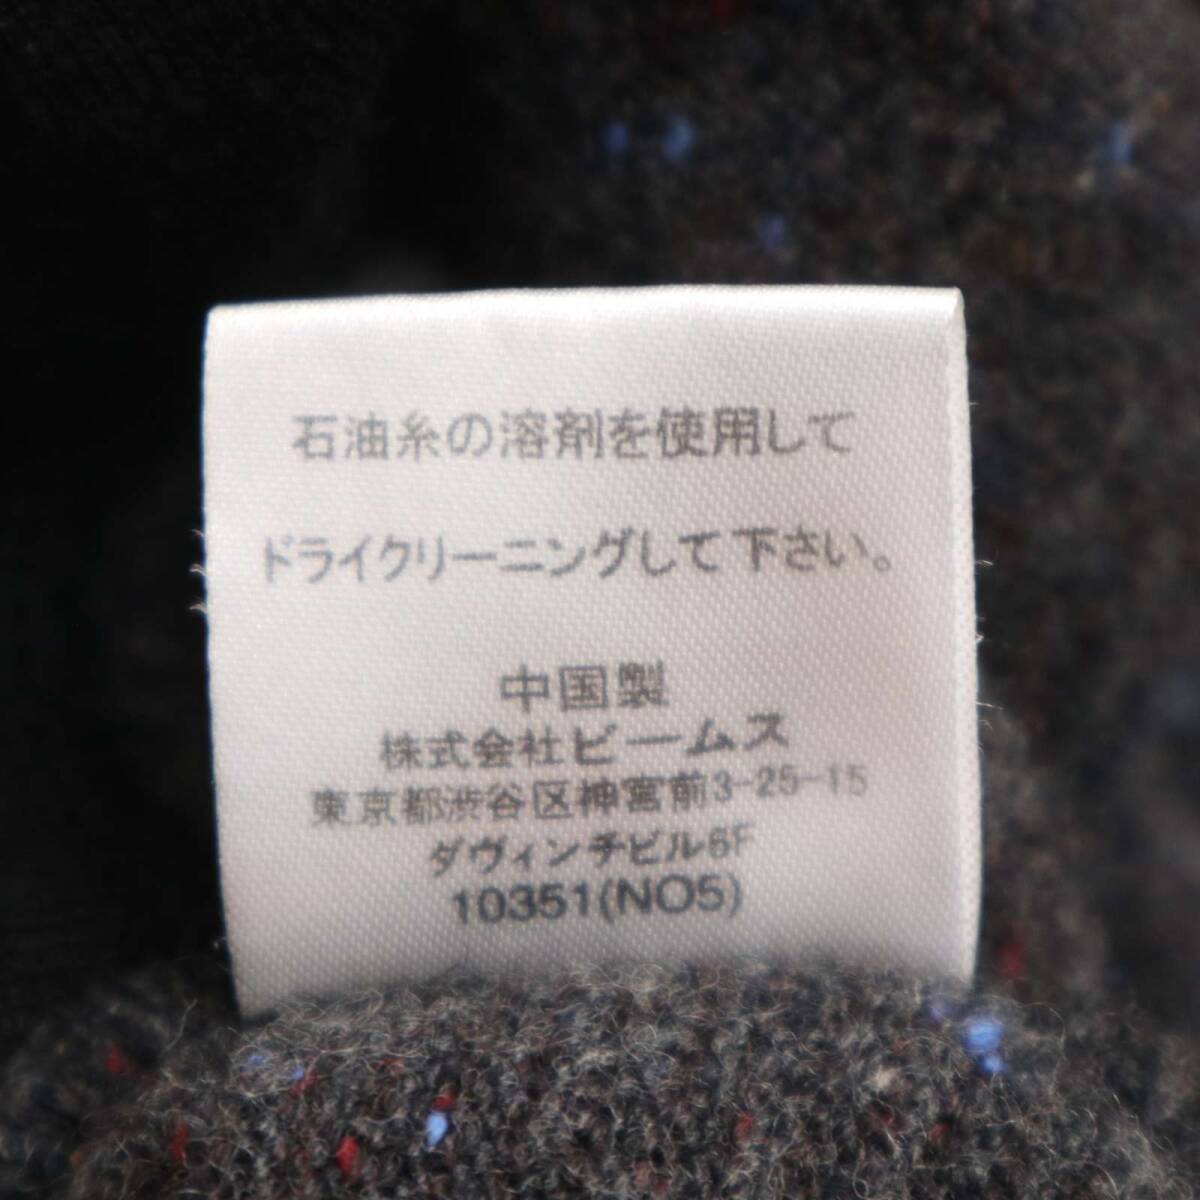 石油糸の溶剤を使用して
ドライクリーニングして下さい。
中国製
株式会社ビームス
東京都渋谷区神宮前3-25-15
ダヴィンチビル6F
10351(NO5)